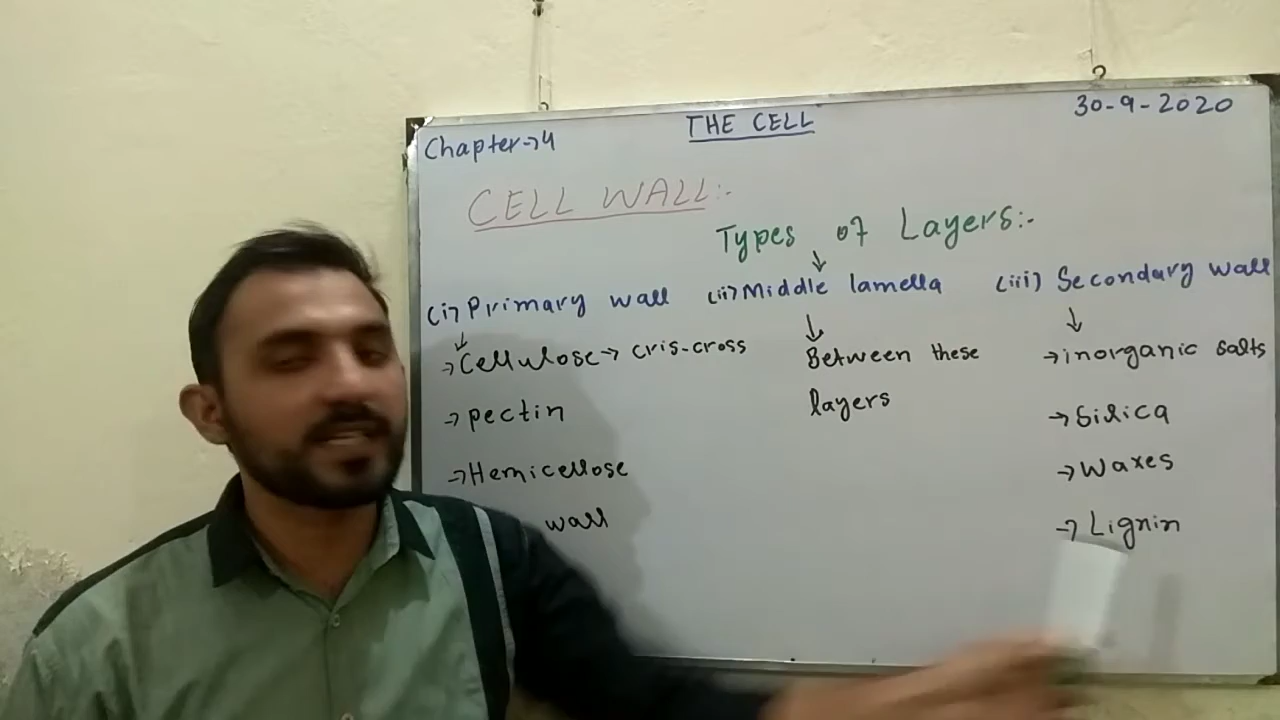 Chapter→4
THE CELL
30-9-2020
CELL WALL:-
Types of Layers:-
↓
(i) Primary wall (ii) Middle lamella (iii) Secondary wall
↓ ↓ ↓
→Cellulose→ cris-cross Between these →inorganic salts
→pectin layers →Silica
→Hemicellose →Waxes
wall →Lignin